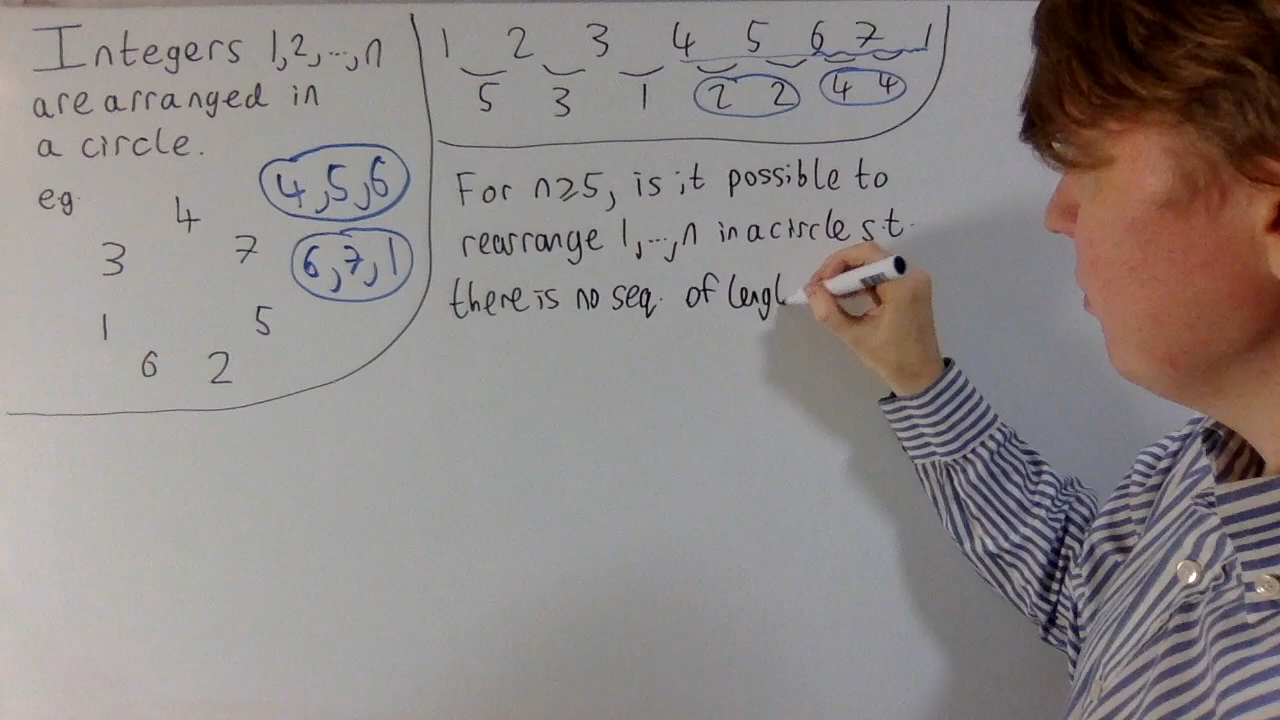 Integers 1,2,...,n
are arranged in
a circle.
eg
4
7
3
1
5
6 2
4,5,6
6,7,1
1 2 3 4 5 6 7 1
5 3 1 2 2 4 4
For n≥5, is it possible to
rearrange 1,...,n in a circle s.t.
there is no seq. of lengt